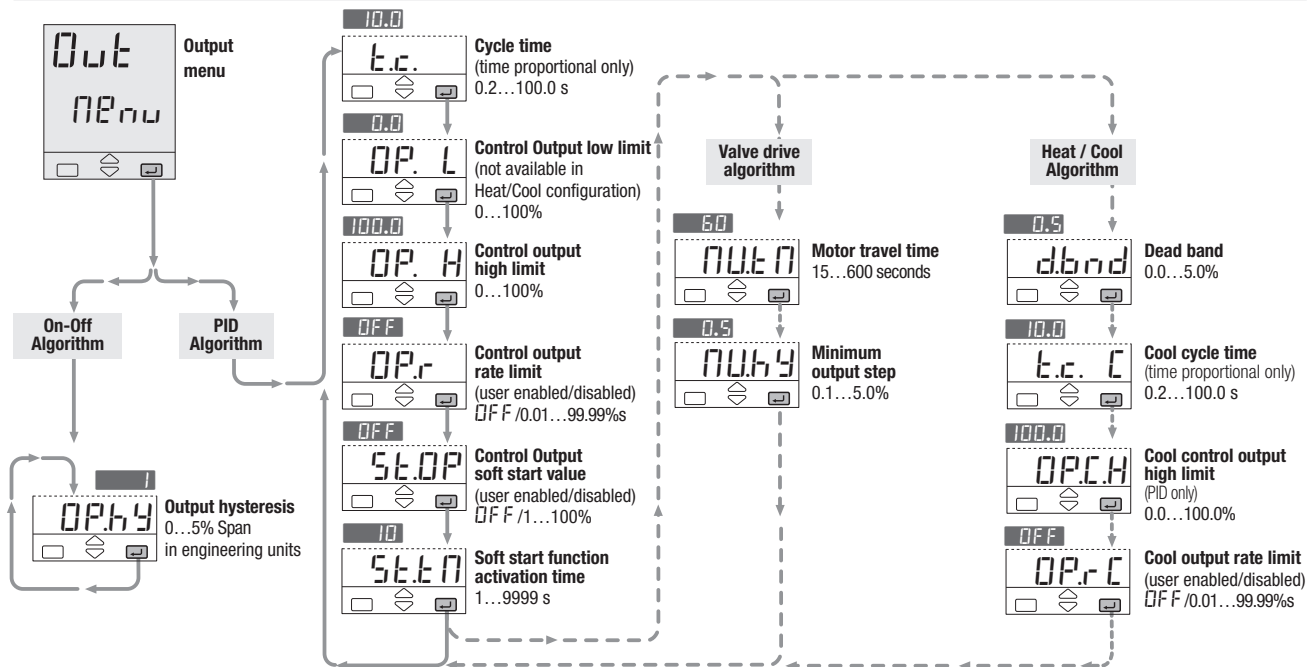 Out
MEnu
Output
menu
On-Off
Algorithm
PID
Algorithm
1
OP.hY
Output hysteresis
0…5% Span
in engineering units
10.0
t.c.
Cycle time
(time proportional only)
0.2…100.0 s
0.0
OP. L
Control Output low limit
(not available in
Heat/Cool configuration)
0…100%
100.0
OP. H
Control output
high limit
0…100%
OFF
OP.r
Control output
rate limit
(user enabled/disabled)
OFF/0.01…99.99%s
OFF
St.OP
Control Output
soft start value
(user enabled/disabled)
OFF/1…100%
10
St.tM
Soft start function
activation time
1…9999 s
Valve drive
algorithm
60
MV.tM
Motor travel time
15…600 seconds
0.5
MV.hY
Minimum
output step
0.1…5.0%
Heat / Cool
Algorithm
0.5
d.bnd
Dead band
0.0…5.0%
10.0
t.c. C
Cool cycle time
(time proportional only)
0.2…100.0 s
100.0
OP.C.H
Cool control output
high limit
(PID only)
0.0…100.0%
OFF
OP.r C
Cool output rate limit
(user enabled/disabled)
OFF/0.01…99.99%s